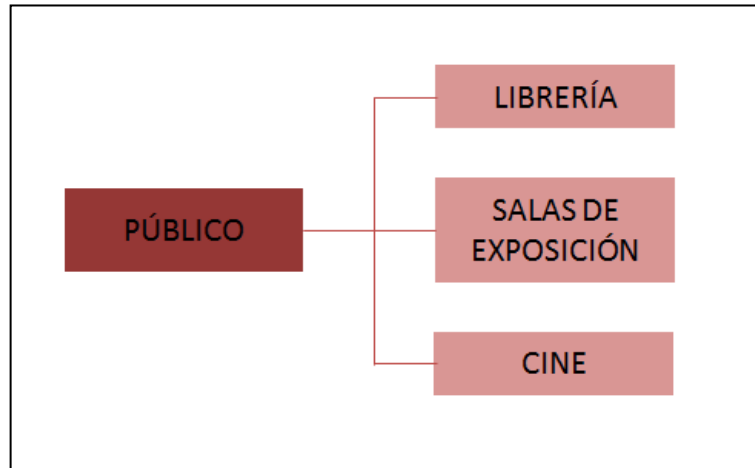 LIBRERÍA
PÚBLICO
SALAS DE
EXPOSICIÓN
CINE